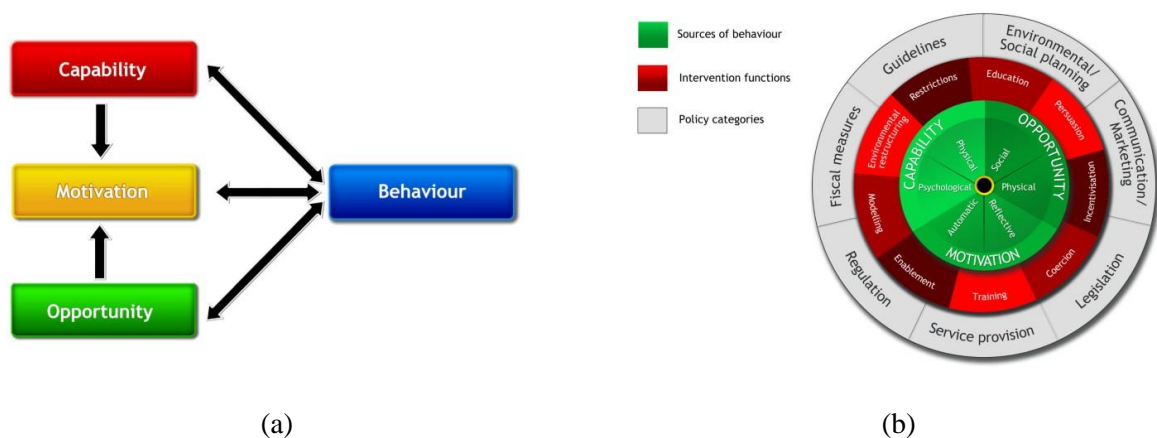 Capability
Motivation
Opportunity
Behaviour
(a)
Sources of behaviour
Intervention functions
Policy categories
Guidelines
Environmental/
Social planning
Communication/
Marketing
Legislation
Service provision
Regulation
Fiscal measures
Restrictions
Education
Persuasion
Incentivisation
Coercion
Training
Enablement
Modelling
Environmental
restructuring
CAPABILITY
OPPORTUNITY
MOTIVATION
Physical
Social
Psychological
Physical
Automatic
Reflective
(b)